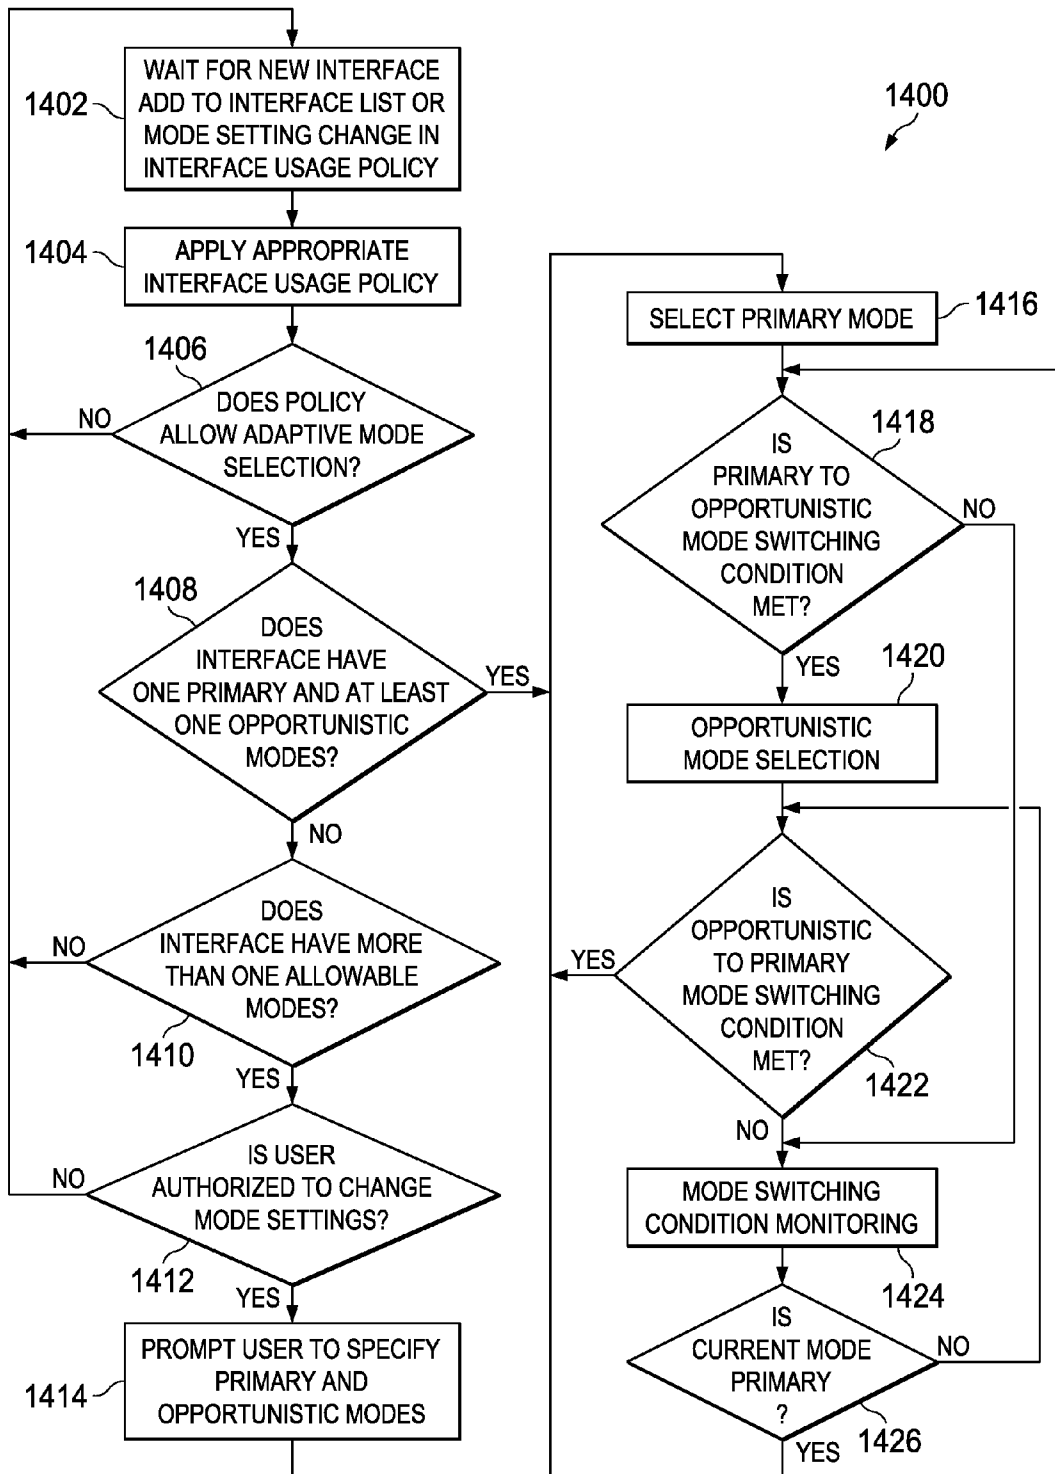 1400
1402
WAIT FOR NEW INTERFACE
ADD TO INTERFACE LIST OR
MODE SETTING CHANGE IN
INTERFACE USAGE POLICY
1404
APPLY APPROPRIATE
INTERFACE USAGE POLICY
1406
DOES POLICY
ALLOW ADAPTIVE MODE
SELECTION?
NO
YES
1408
DOES
INTERFACE HAVE
ONE PRIMARY AND AT LEAST
ONE OPPORTUNISTIC
MODES?
YES
NO
DOES
INTERFACE HAVE MORE
THAN ONE ALLOWABLE
MODES?
NO
1410
YES
IS USER
AUTHORIZED TO CHANGE
MODE SETTINGS?
NO
1412
YES
1414
PROMPT USER TO SPECIFY
PRIMARY AND
OPPORTUNISTIC MODES
SELECT PRIMARY MODE
1416
1418
IS
PRIMARY TO
OPPORTUNISTIC
MODE SWITCHING
CONDITION
MET?
NO
YES
1420
OPPORTUNISTIC
MODE SELECTION
IS
OPPORTUNISTIC
TO PRIMARY
MODE SWITCHING
CONDITION
MET?
YES
1422
NO
MODE SWITCHING
CONDITION MONITORING
1424
IS
CURRENT MODE
PRIMARY
?
NO
1426
YES